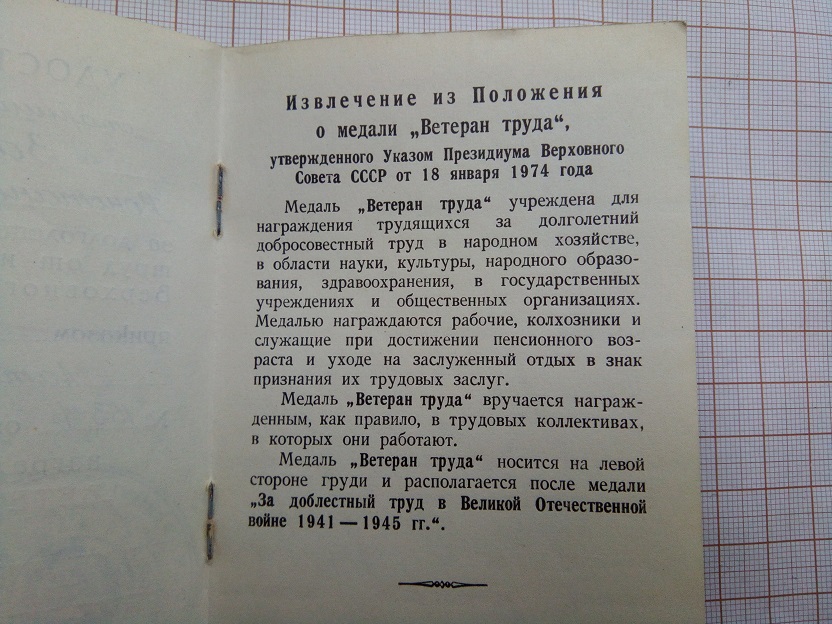 Извлечение из Положения
о медали „Ветеран труда“,
утвержденного Указом Президиума Верховного
Совета СССР от 18 января 1974 года
Медаль „Ветеран труда“ учреждена для
награждения трудящихся за долголетний
добросовестный труд в народном хозяйстве,
в области науки, культуры, народного образо-
вания, здравоохранения, в государственных
учреждениях и общественных организациях.
Медалью награждаются рабочие, колхозники и
служащие при достижении пенсионного воз-
раста и уходе на заслуженный отдых в знак
признания их трудовых заслуг.
Медаль „Ветеран труда“ вручается награж-
денным, как правило, в трудовых коллективах,
в которых они работают.
Медаль „Ветеран труда“ носится на левой
стороне груди и располагается после медали
„За доблестный труд в Великой Отечественной
войне 1941 — 1945 гг.“.